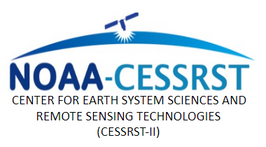 NOAA-CESSRST
CENTER FOR EARTH SYSTEM SCIENCES AND
REMOTE SENSING TECHNOLOGIES
(CESSRST-II)